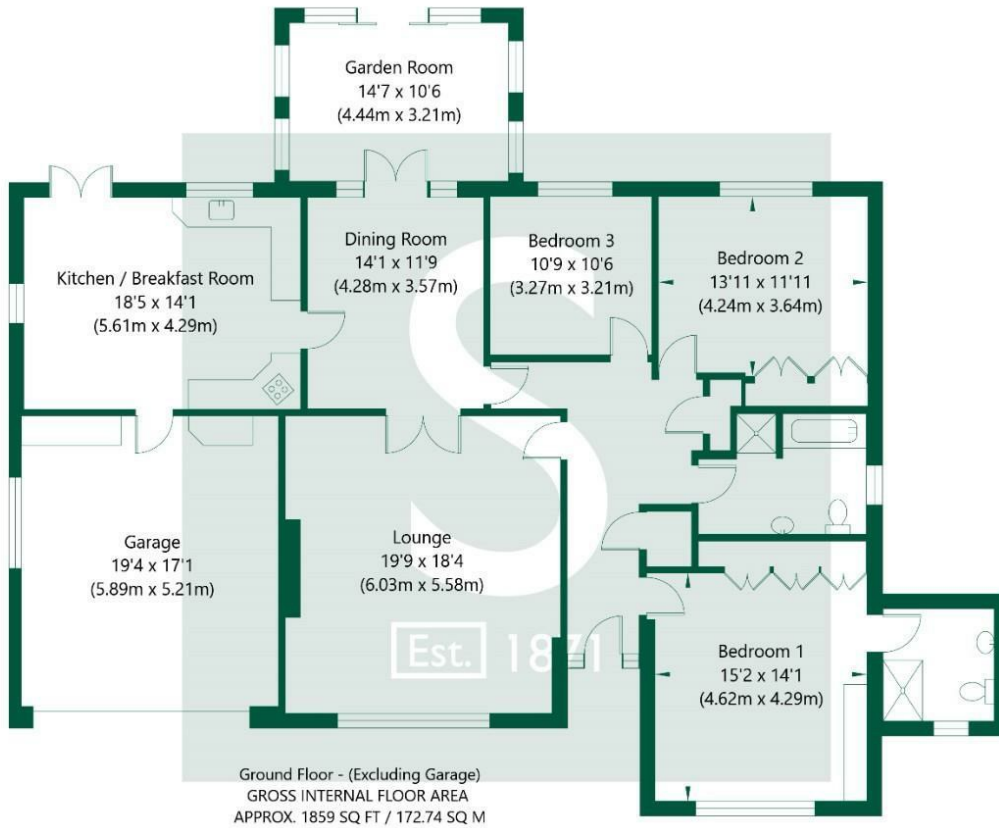 Garden Room
14'7 x 10'6
(4.44m x 3.21m)
Kitchen / Breakfast Room
18'5 x 14'1
(5.61m x 4.29m)
Dining Room
14'1 x 11'9
(4.28m x 3.57m)
Bedroom 3
10'9 x 10'6
(3.27m x 3.21m)
Bedroom 2
13'11 x 11'11
(4.24m x 3.64m)
S
Garage
19'4 x 17'1
(5.89m x 5.21m)
Lounge
19'9 x 18'4
(6.03m x 5.58m)
Est. 1871
Bedroom 1
15'2 x 14'1
(4.62m x 4.29m)
Ground Floor - (Excluding Garage)
GROSS INTERNAL FLOOR AREA
APPROX. 1859 SQ FT / 172.74 SQ M